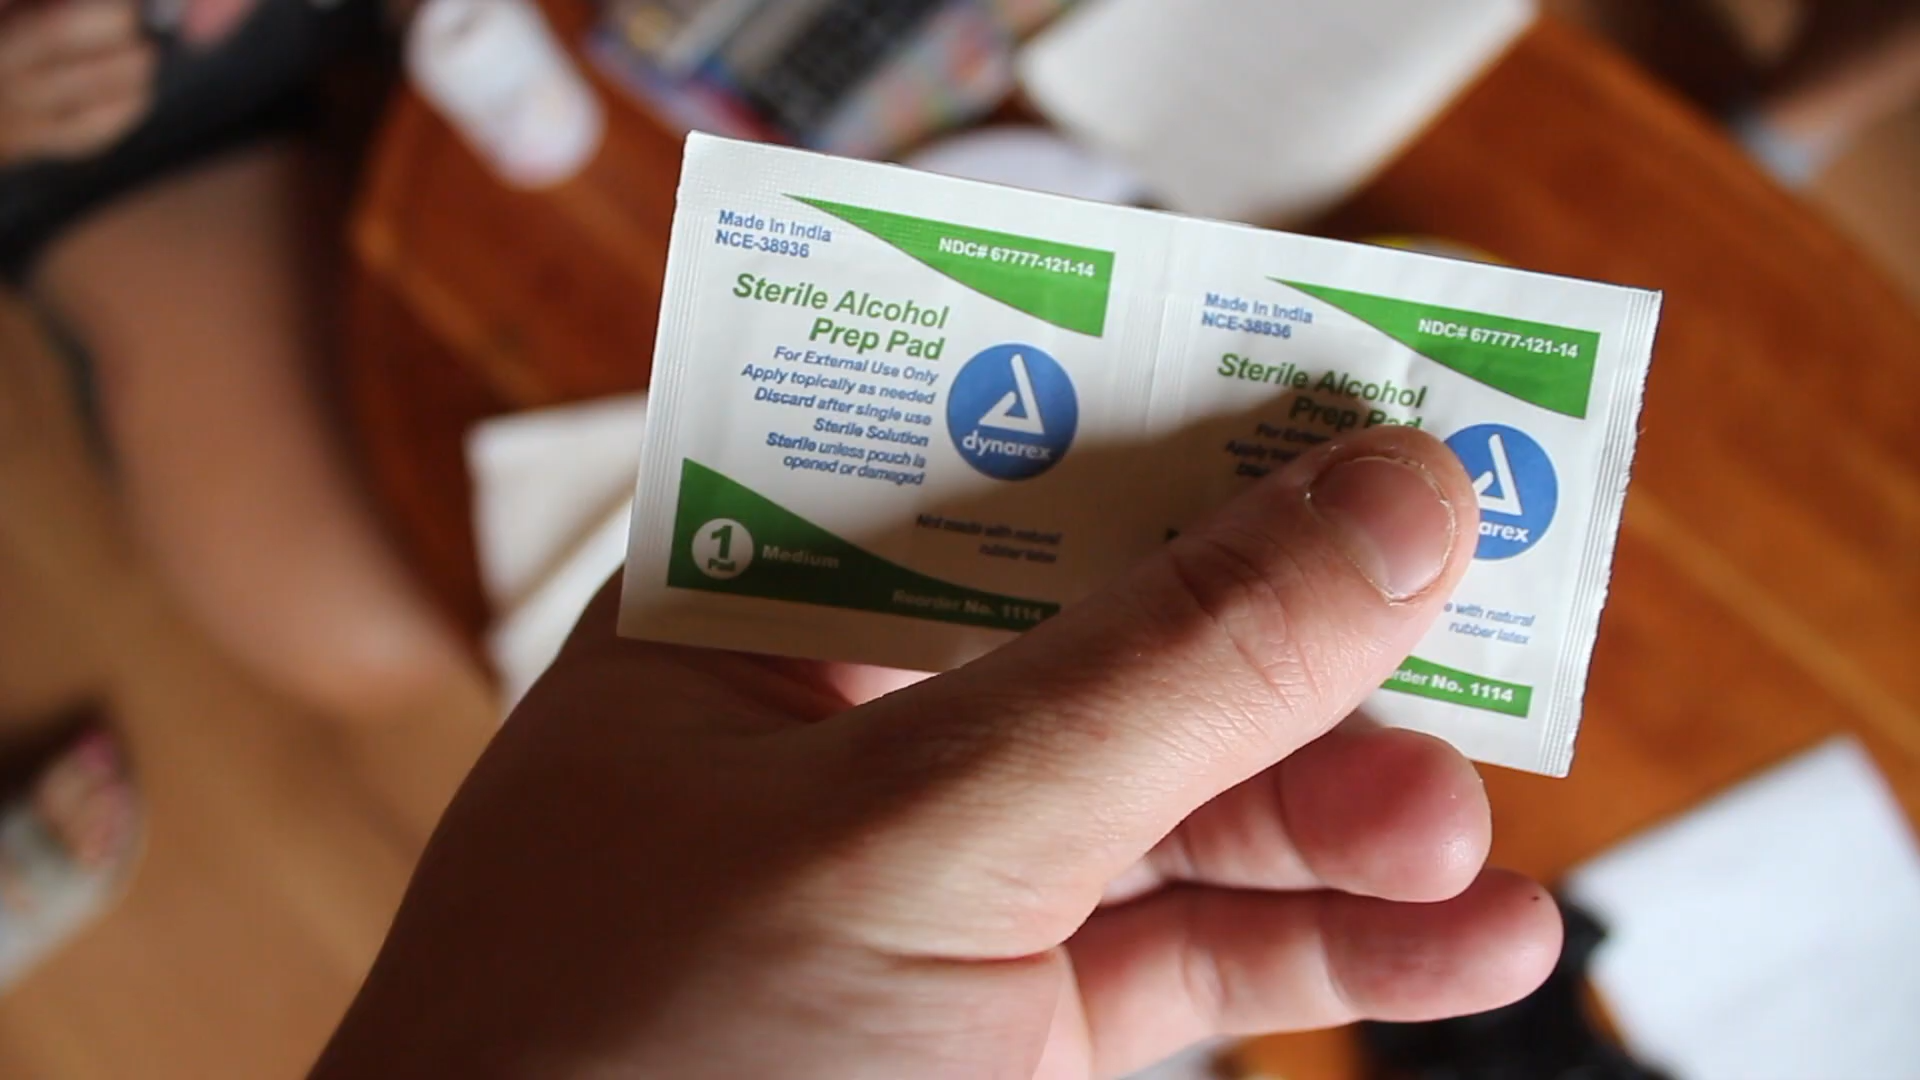 Made in India
NCE-38936
NDC# 67777-121-14
Sterile Alcohol
Prep Pad
For External Use Only
Apply topically as needed
Discard after single use
Sterile Solution
Sterile unless pouch is
opened or damaged
dynarex
Not made with natural
rubber latex
1
Pad
Medium
Reorder No. 1114
Made in India
NCE-38936
NDC# 67777-121-14
Sterile Alcohol
Prep Pad
For
arex
with natural
rubber latex
rder No. 1114